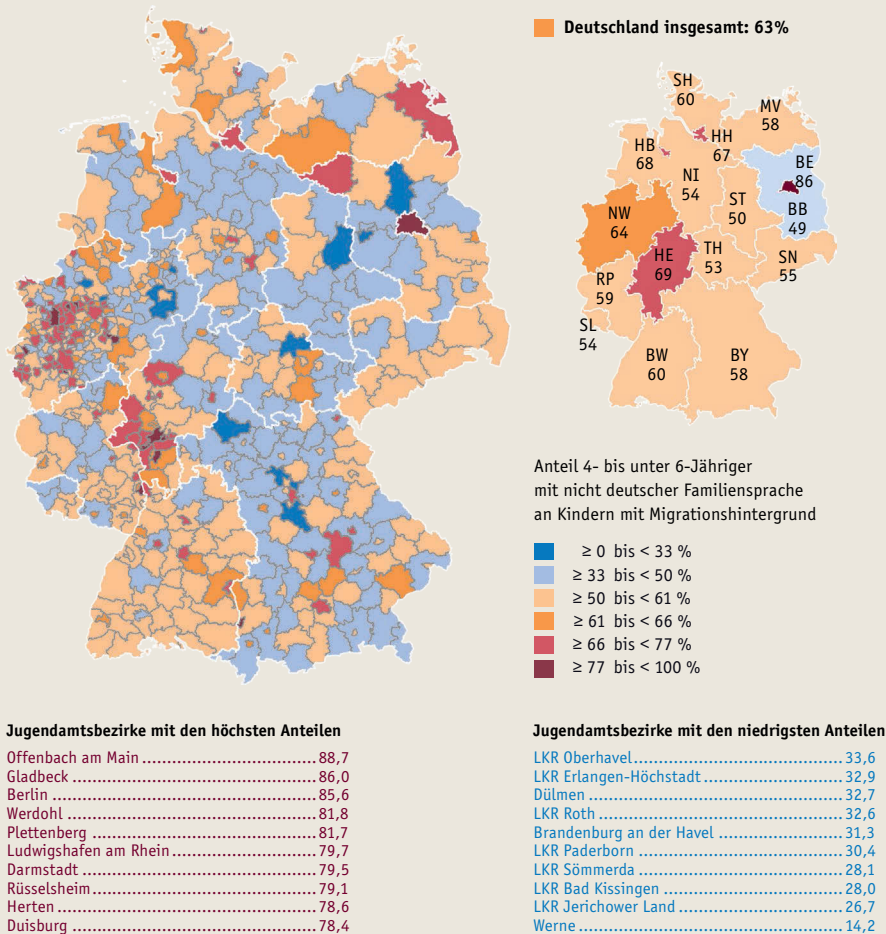 Deutschland insgesamt: 63%
SH
60
MV
58
HB
68
HH
67
NI
54
BE
86
ST
50
BB
49
NW
64
HE
69
TH
53
SN
55
RP
59
SL
54
BW
60
BY
58
Anteil 4- bis unter 6-Jähriger
mit nicht deutscher Familiensprache
an Kindern mit Migrationshintergrund
≥ 0 bis < 33 %
≥ 33 bis < 50 %
≥ 50 bis < 61 %
≥ 61 bis < 66 %
≥ 66 bis < 77 %
≥ 77 bis < 100 %
Jugendamtsbezirke mit den höchsten Anteilen
Offenbach am Main 88,7
Gladbeck 86,0
Berlin 85,6
Werdohl 81,8
Plettenberg 81,7
Ludwigshafen am Rhein 79,7
Darmstadt 79,5
Rüsselsheim 79,1
Herten 78,6
Duisburg 78,4
Jugendamtsbezirke mit den niedrigsten Anteilen
LKR Oberhavel 33,6
LKR Erlangen-Höchstadt 32,9
Dülmen 32,7
LKR Roth 32,6
Brandenburg an der Havel 31,3
LKR Paderborn 30,4
LKR Sömmerda 28,1
LKR Bad Kissingen 28,0
LKR Jerichower Land 26,7
Werne 14,2